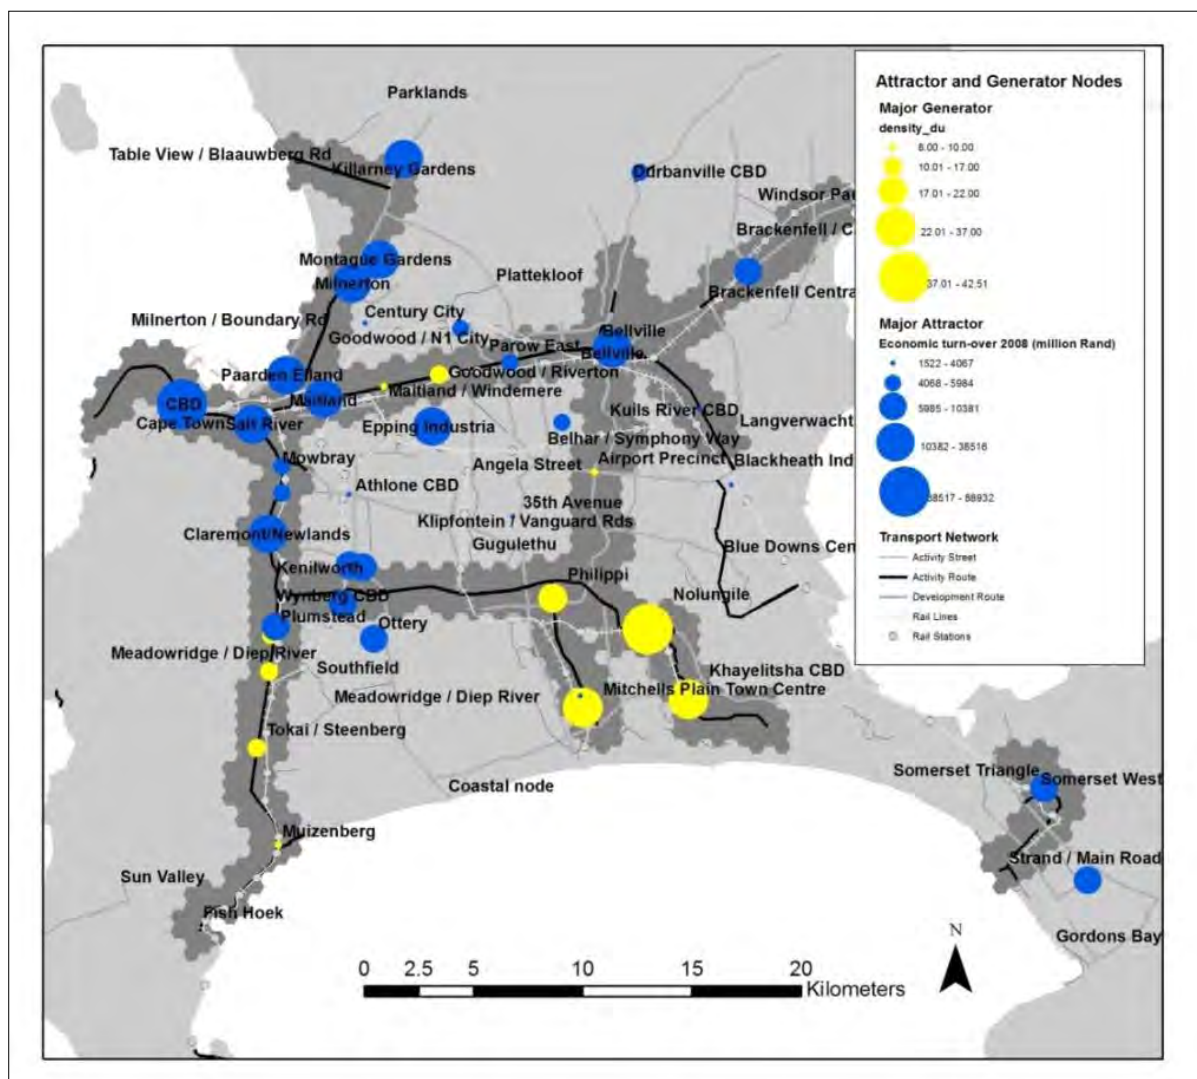 Parklands
Table View / Blaauwberg Rd
Killarney Gardens
Durbanville CBD
Windsor Pa
Brackenfell / C
Montague Gardens
Plattekloof
Milnerton
Brackenfell Centra
Century City
Milnerton / Boundary Rd
Goodwood / N1 City
Bellville
Parow East
Bellville
Paarden Eiland
Goodwood / Riverton
Maitland / Windemere
Maitland
CBD
Kuils River CBD
Cape Town
Salt River
Epping Industria
Langverwacht
Belhar / Symphony Way
Mowbray
Angela Street
Airport Precinct
Blackheath Ind
Athlone CBD
35th Avenue
Klipfontein / Vanguard Rds
Claremont/Newlands
Gugulethu
Blue Downs Cen
Kenilworth
Philippi
Wynberg CBD
Nolungile
Plumstead
Ottery
Meadowridge / Diep River
Southfield
Khayelitsha CBD
Meadowridge / Diep River
Mitchells Plain Town Centre
Tokai / Steenberg
Coastal node
Somerset Triangle
Somerset West
Muizenberg
Strand / Main Road
Sun Valley
Fish Hoek
Gordons Bay
N
0 2.5 5 10 15 20
Kilometers
Attractor and Generator Nodes
Major Generator
density_du
8.00 - 10.00
10.01 - 17.00
17.01 - 22.00
22.01 - 37.00
37.01 - 42.51
Major Attractor
Economic turn-over 2008 (million Rand)
1522 - 4067
4068 - 5984
5985 - 10381
10382 - 38516
38517 - 88932
Transport Network
Activity Street
Activity Route
Development Route
Rail Lines
Rail Stations